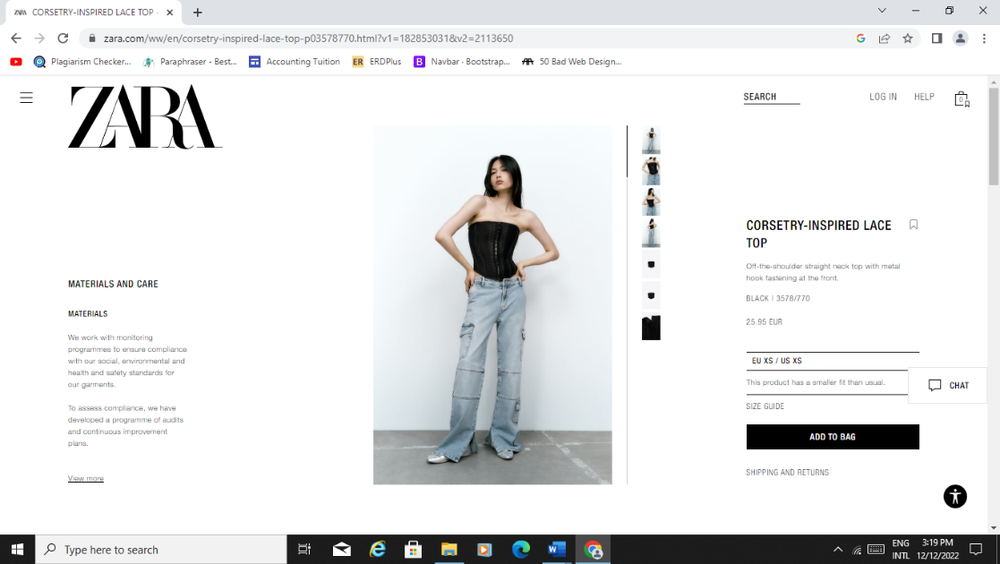 ZARA CORSETRY-INSPIRED LACE TOP -
zara.com/ww/en/corsetry-inspired-lace-top-p03578770.html?v1=182853031&v2=2113650
Plagiarism Checker...
Paraphraser - Best...
Accounting Tuition
ER ERDPlus
B Navbar · Bootstrap...
50 Bad Web Design...
ZARA
SEARCH
LOG IN
HELP
0
MATERIALS AND CARE
MATERIALS
We work with monitoring
programmes to ensure compliance
with our social, environmental and
health and safety standards for
our garments.
To assess compliance, we have
developed a programme of audits
and continuous improvement
plans.
View more
CORSETRY-INSPIRED LACE
TOP
Off-the-shoulder straight neck top with metal
hook fastening at the front.
BLACK | 3578/770
25.95 EUR
EU XS / US XS
This product has a smaller fit than usual.
SIZE GUIDE
ADD TO BAG
SHIPPING AND RETURNS
CHAT
Type here to search
ENG
INTL
3:19 PM
12/12/2022